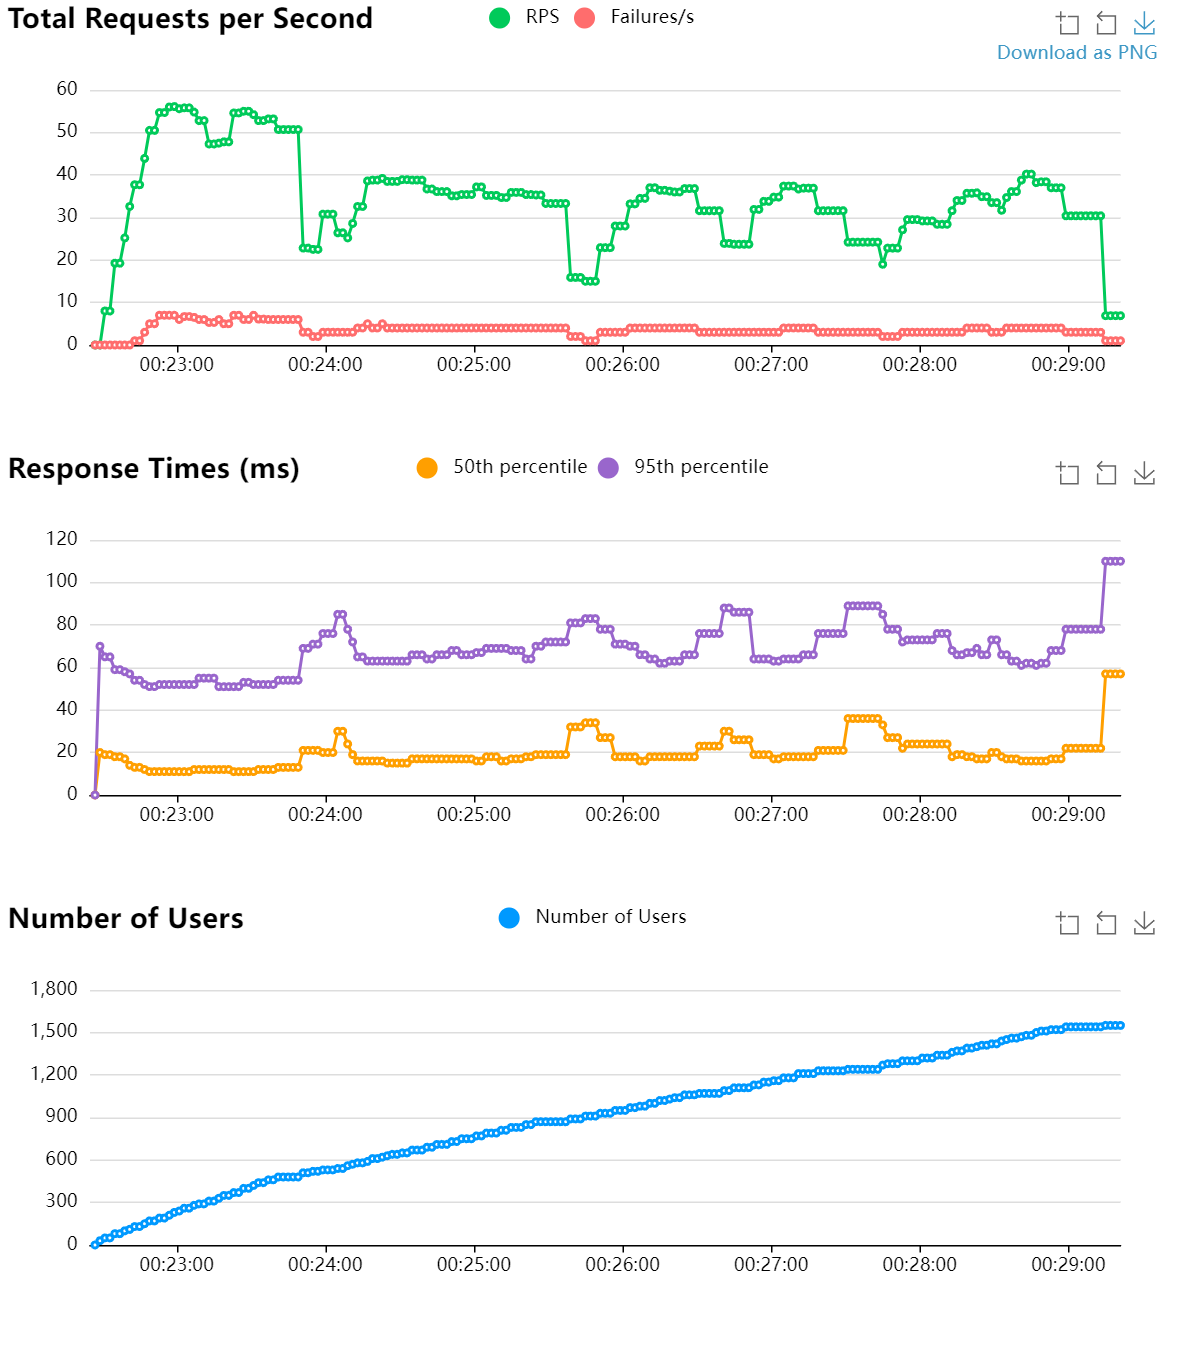 Total Requests per Second
RPS Failures/s
Download as PNG
60
50
40
30
20
10
0
00:23:00 00:24:00 00:25:00 00:26:00 00:27:00 00:28:00 00:29:00
Response Times (ms)
50th percentile 95th percentile
120
100
80
60
40
20
0
00:23:00 00:24:00 00:25:00 00:26:00 00:27:00 00:28:00 00:29:00
Number of Users
Number of Users
1,800
1,500
1,200
900
600
300
0
00:23:00 00:24:00 00:25:00 00:26:00 00:27:00 00:28:00 00:29:00